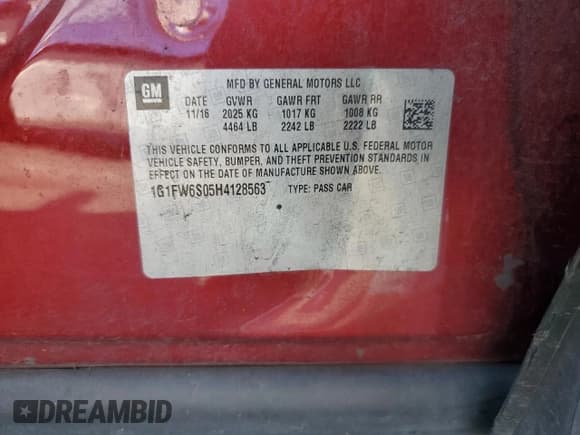 GM
MFD BY GENERAL MOTORS LLC
DATE GVWR GAWR FRT GAWR RR
11/16 2025 KG 1017 KG 1008 KG
4464 LB 2242 LB 2222 LB
THIS VEHICLE CONFORMS TO ALL APPLICABLE U.S. FEDERAL MOTOR
VEHICLE SAFETY, BUMPER, AND THEFT PREVENTION STANDARDS IN
EFFECT ON THE DATE OF MANUFACTURE SHOWN ABOVE.
1G1FW6S05H4128563 TYPE: PASS CAR
DREAMBID